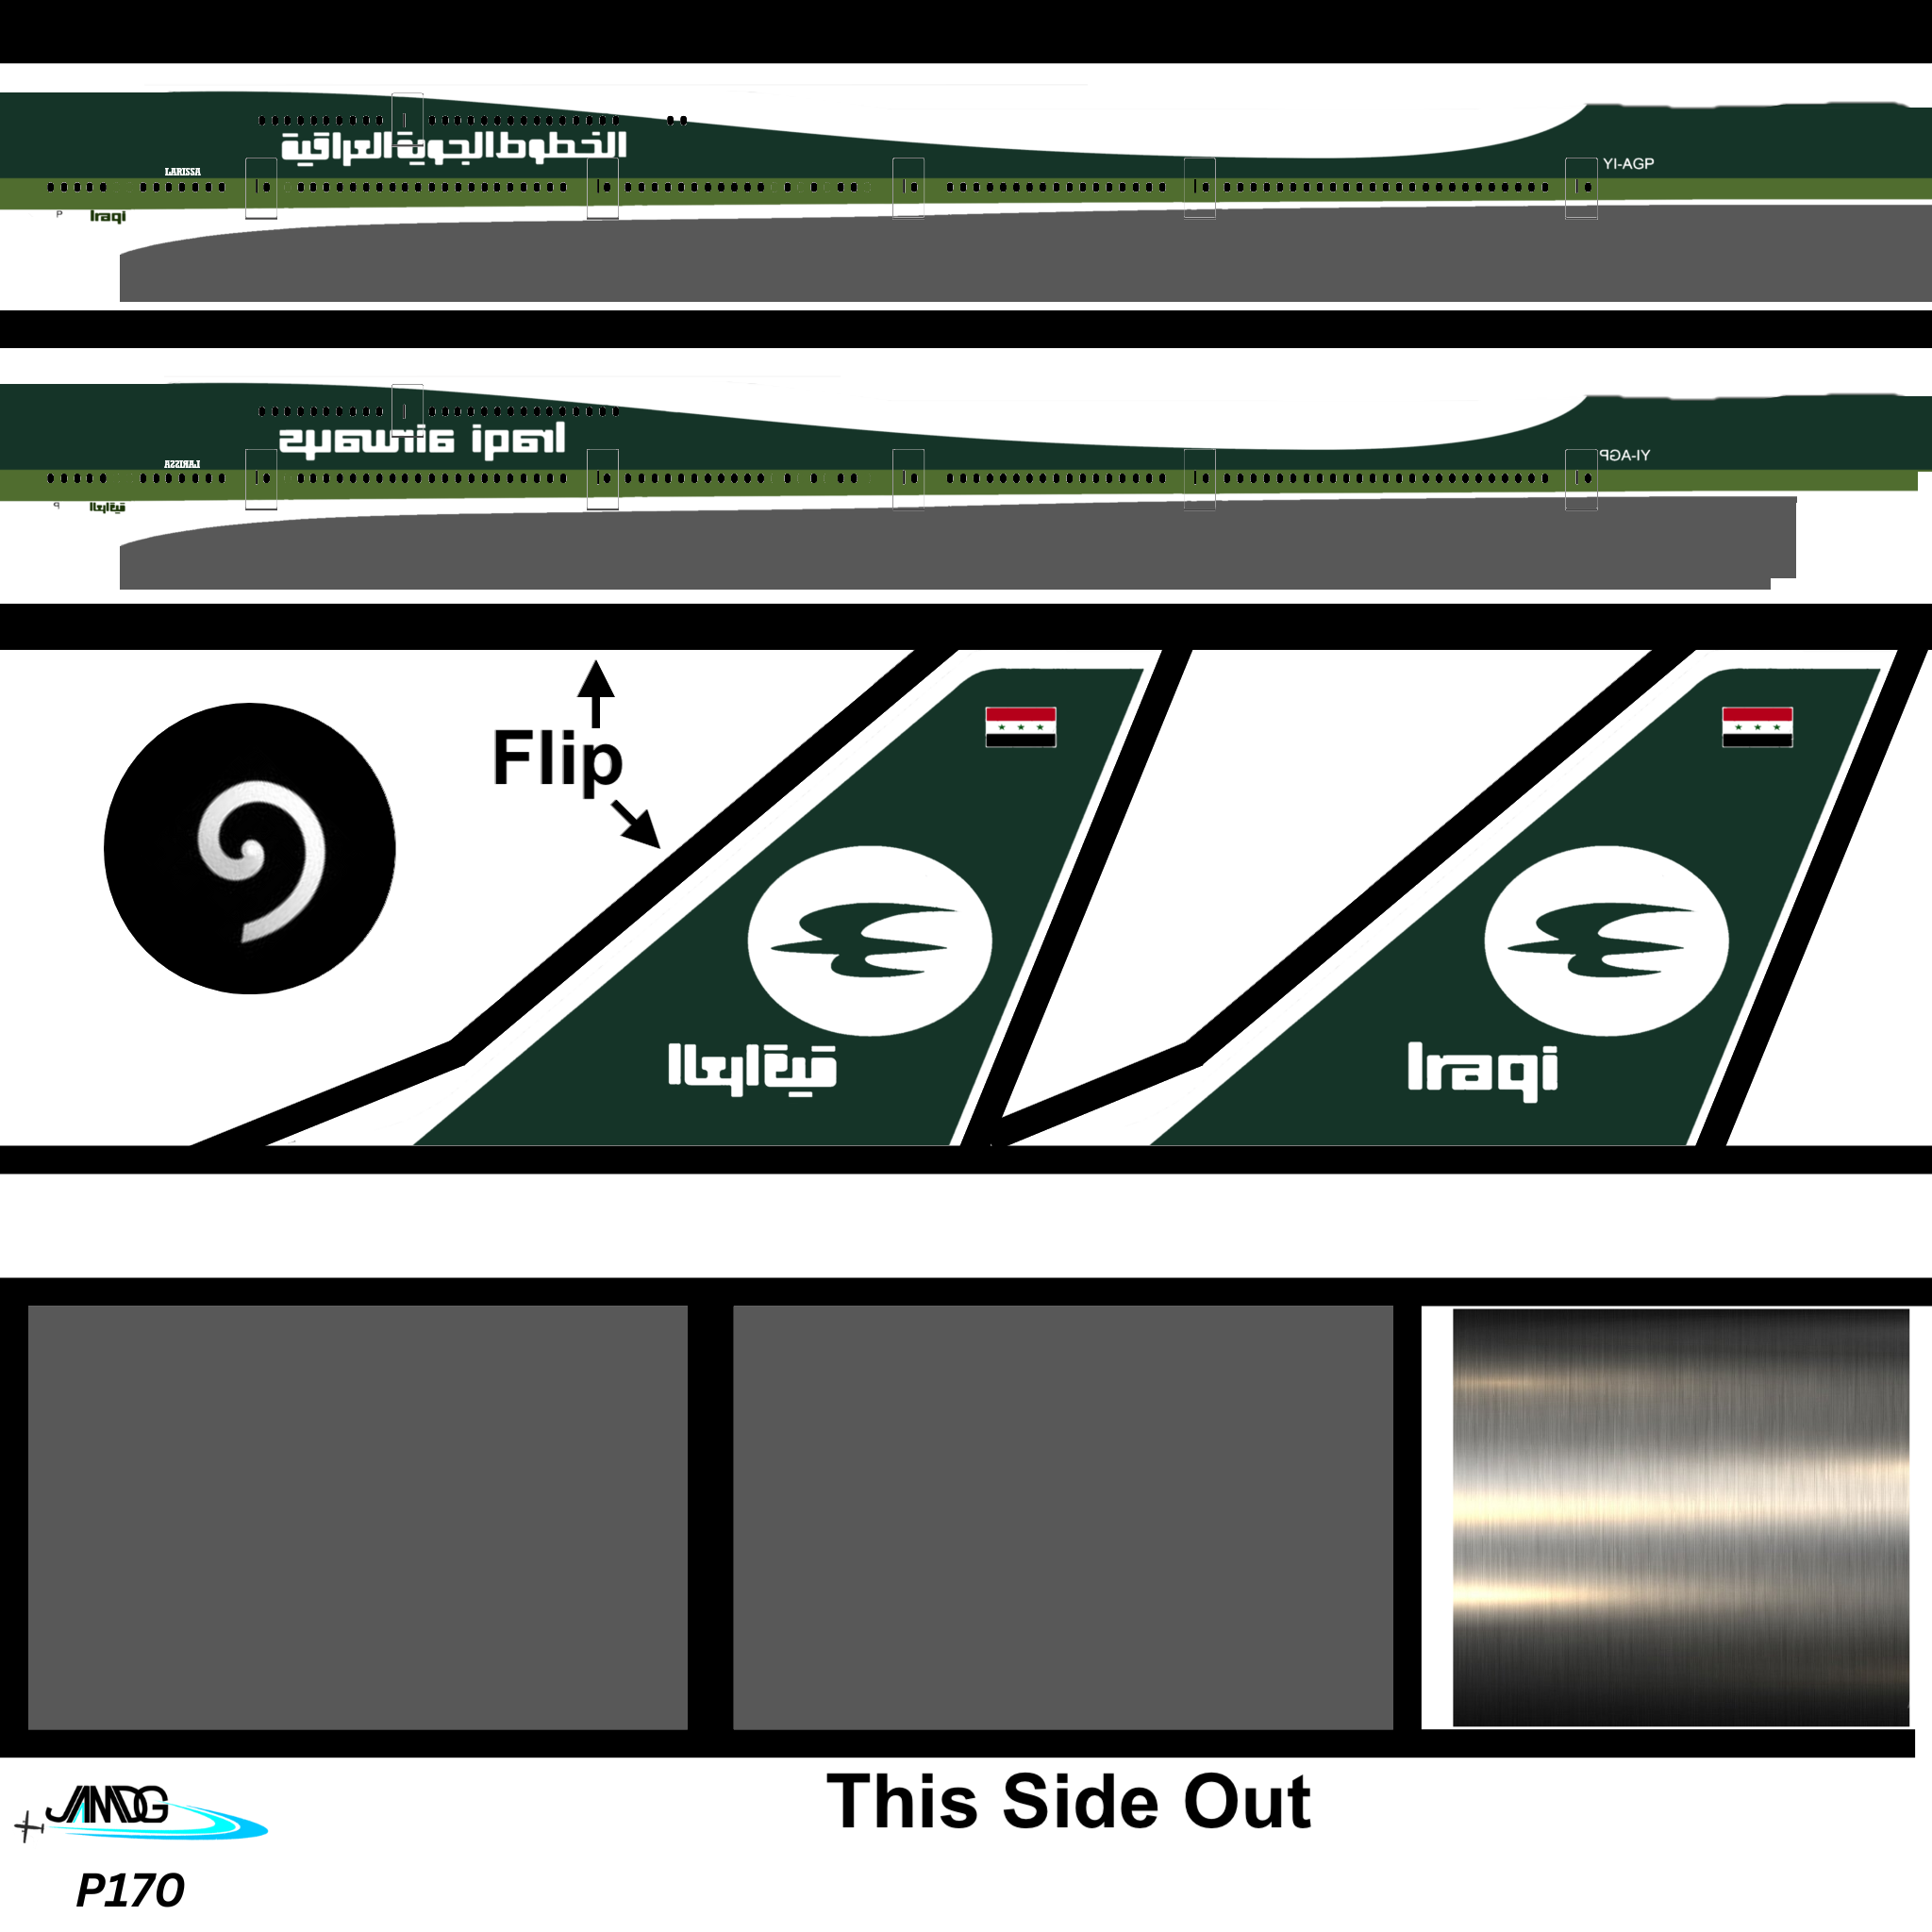 الخطوط الجوية العراقية
LARISSA
YI-AGP
P
Iraqi
Iraqi airways
LARISSA
YI-AGP
P
العراقية
Flip
العراقية
Iraqi
This Side Out
JAMDG
P170